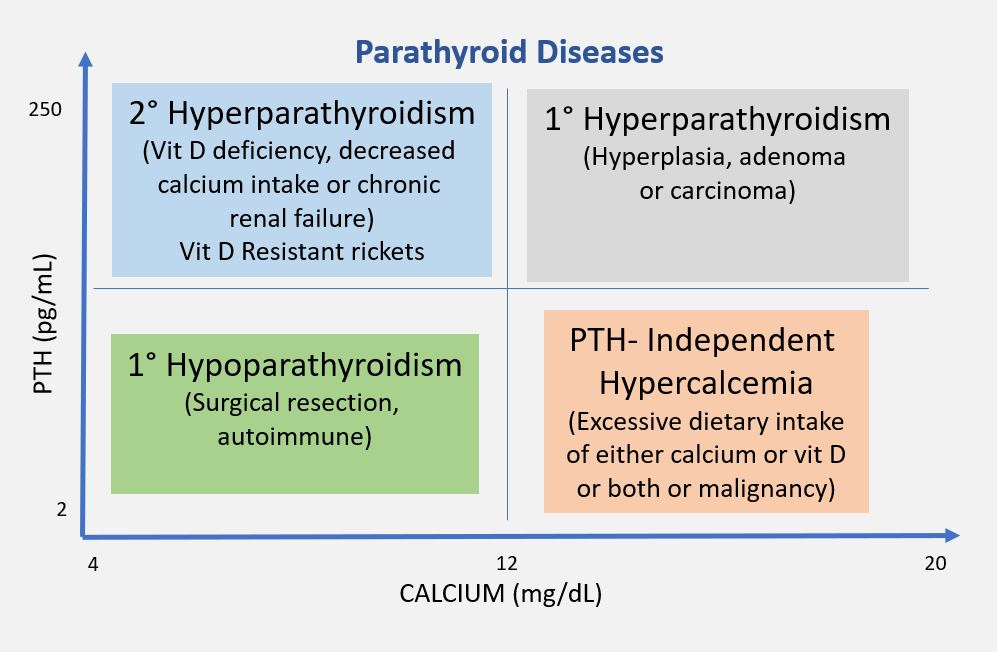 Parathyroid Diseases
250
2° Hyperparathyroidism
(Vit D deficiency, decreased
calcium intake or chronic
renal failure)
Vit D Resistant rickets
1° Hyperparathyroidism
(Hyperplasia, adenoma
or carcinoma)
PTH (pg/mL)
1° Hypoparathyroidism
(Surgical resection,
autoimmune)
PTH- Independent
Hypercalcemia
(Excessive dietary intake
of either calcium or vit D
or both or malignancy)
2
4
12
20
CALCIUM (mg/dL)